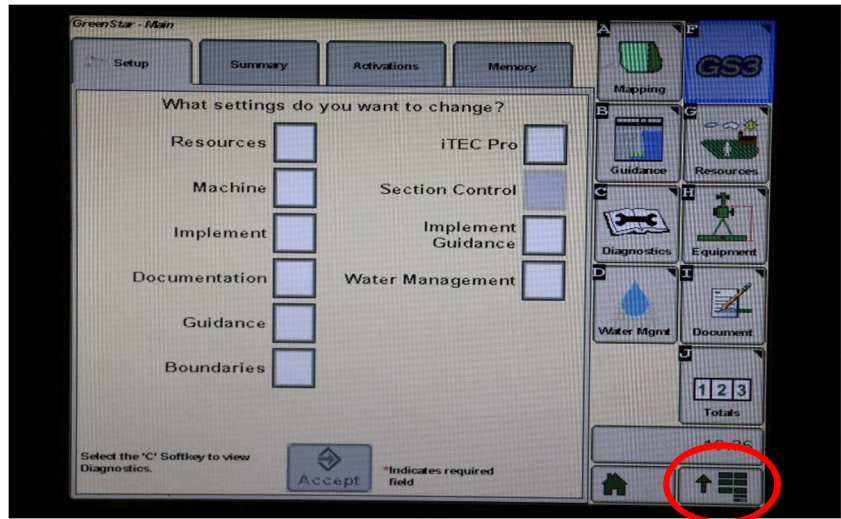 GreenStar - Main
Setup
Summary
Activations
Memory
What settings do you want to change?
Resources
iTEC Pro
Machine
Section Control
Implement
Implement
Guidance
Documentation
Water Management
Guidance
Boundaries
Select the 'C' Softkey to view
Diagnostics.
Accept
*Indicates required
field
A
Mapping
F
GS3
B
Guidance
G
Resources
C
Diagnostics
H
Equipment
D
Water Mgmt
I
Document
J
1 2 3
Totals